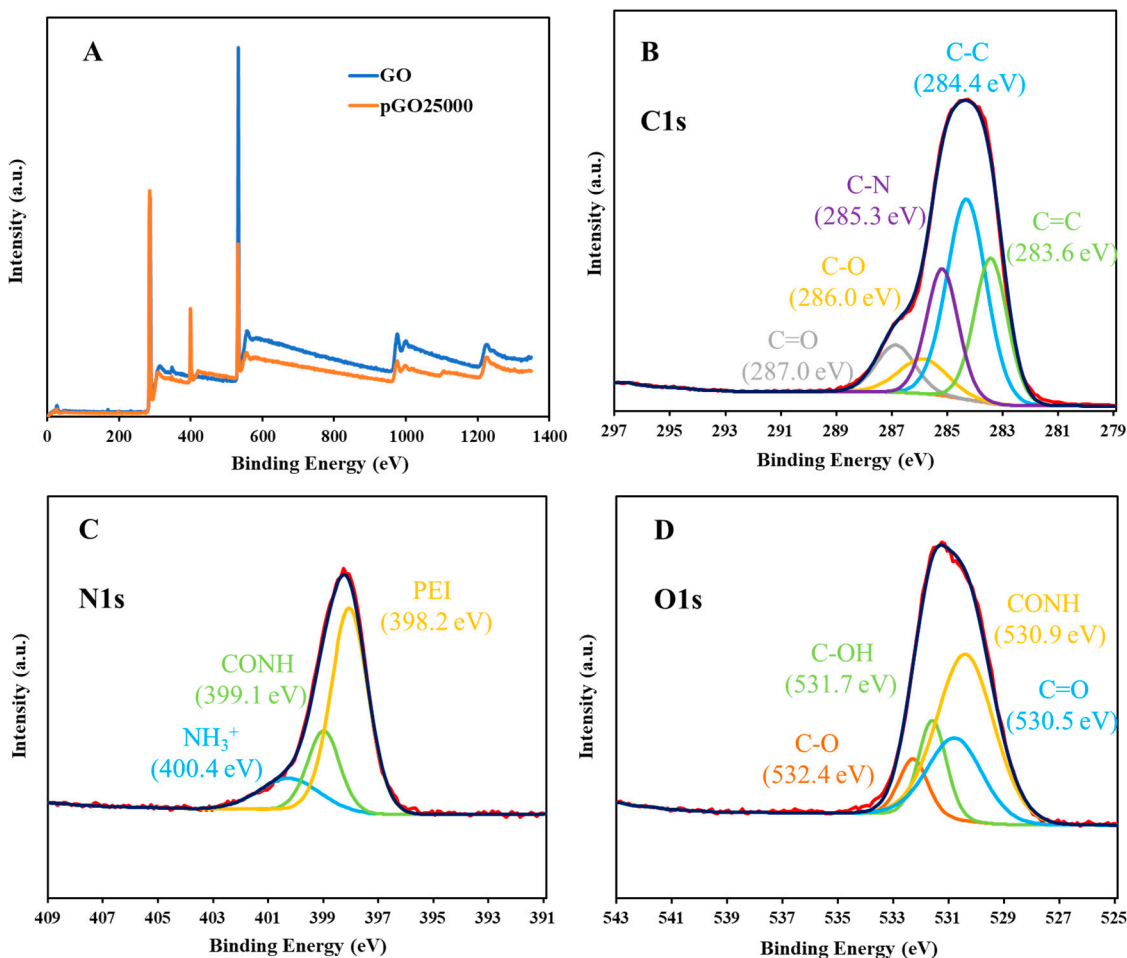 A
GO
pGO25000
Intensity (a.u.)
0 200 400 600 800 1000 1200 1400
Binding Energy (eV)
B
C1s
C-C
(284.4 eV)
C-N
(285.3 eV)
C=C
(283.6 eV)
C-O
(286.0 eV)
C=O
(287.0 eV)
Intensity (a.u.)
297 295 293 291 289 287 285 283 281 279
Binding Energy (eV)
C
N1s
PEI
(398.2 eV)
CONH
(399.1 eV)
NH₃⁺
(400.4 eV)
Intensity (a.u.)
409 407 405 403 401 399 397 395 393 391
Binding Energy (eV)
D
O1s
CONH
(530.9 eV)
C-OH
(531.7 eV)
C=O
(530.5 eV)
C-O
(532.4 eV)
Intensity (a.u.)
543 541 539 537 535 533 531 529 527 525
Binding Energy (eV)